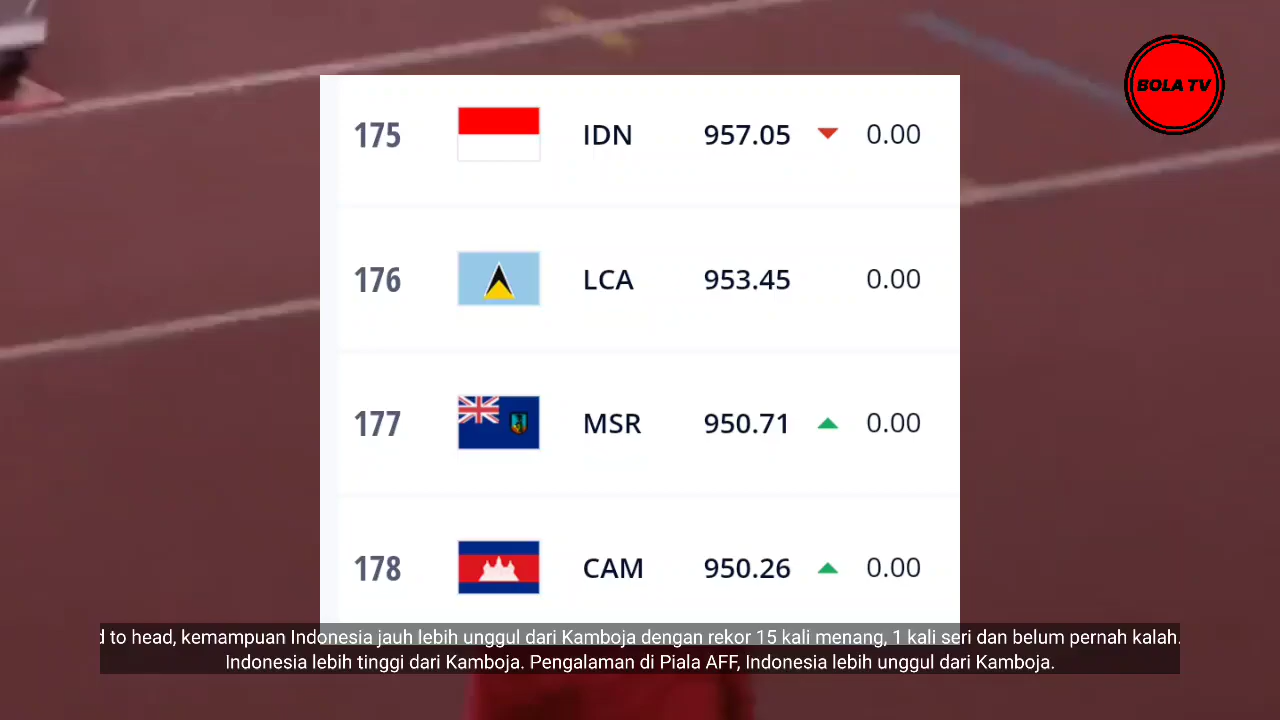 BOLA TV
175 IDN 957.05 0.00
176 LCA 953.45 0.00
177 MSR 950.71 0.00
178 CAM 950.26 0.00
to head, kemampuan Indonesia jauh lebih unggul dari Kamboja dengan rekor 15 kali menang, 1 kali seri dan belum pernah kalah.
Indonesia lebih tinggi dari Kamboja. Pengalaman di Piala AFF, Indonesia lebih unggul dari Kamboja.